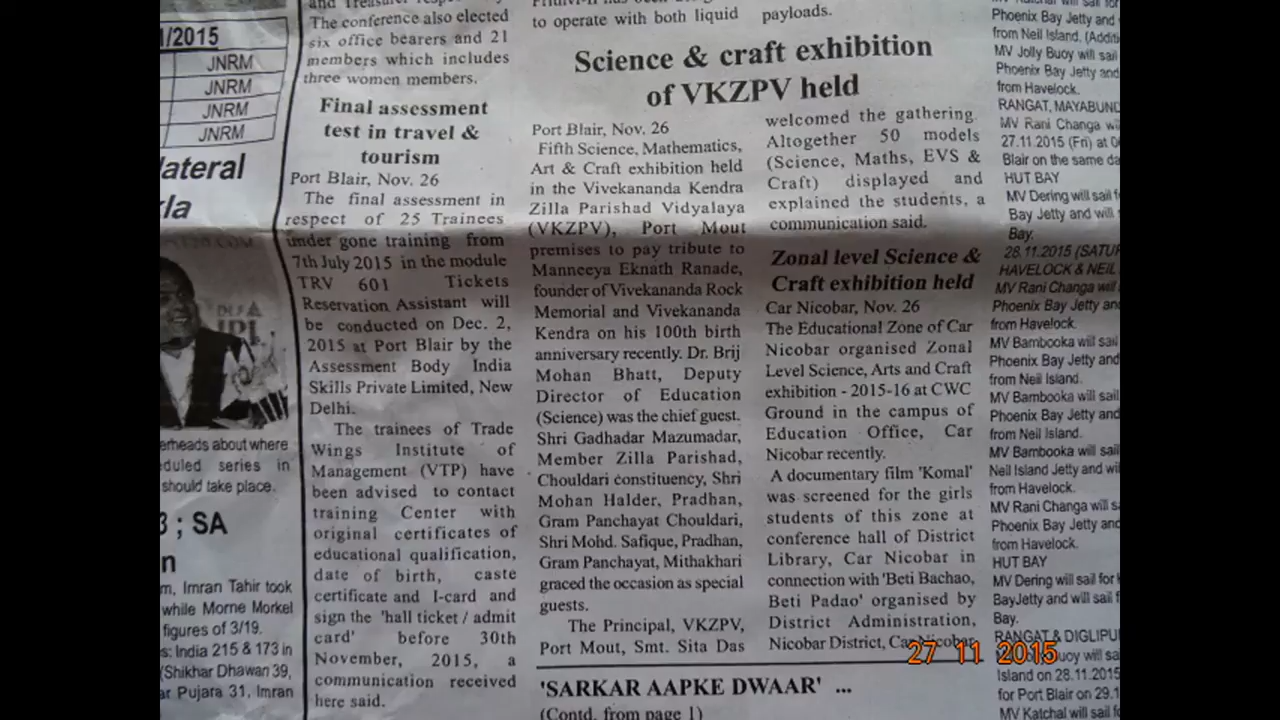 1/2015
JNRM
JNRM
JNRM
JNRM
lateral
kla
erheads about where
duled series in
should take place.
3 ; SA
n
m, Imran Tahir took
while Morne Morkel
figures of 3/19.
s: India 215 & 173 in
(Shikhar Dhawan 39,
ar Pujara 31, Imran
The conference also elected
six office bearers and 21
members which includes
three women members.
Final assessment
test in travel &
tourism
Port Blair, Nov. 26
The final assessment in
respect of 25 Trainees
under gone training from
7th July 2015 in the module
TRV 601 Tickets
Reservation Assistant will
be conducted on Dec. 2,
2015 at Port Blair by the
Assessment Body India
Skills Private Limited, New
Delhi.
The trainees of Trade
Wings Institute of
Management (VTP) have
been advised to contact
training Center with
original certificates of
educational qualification,
date of birth, caste
certificate and I-card and
sign the 'hall ticket / admit
card' before 30th
November, 2015, a
communication received
here said.
to operate with both liquid
payloads.
Science & craft exhibition
of VKZPV held
Port Blair, Nov. 26
Fifth Science, Mathematics,
Art & Craft exhibition held
in the Vivekananda Kendra
Zilla Parishad Vidyalaya
(VKZPV), Port Mout
premises to pay tribute to
Manneeya Eknath Ranade,
founder of Vivekananda Rock
Memorial and Vivekananda
Kendra on his 100th birth
anniversary recently. Dr. Brij
Mohan Bhatt, Deputy
Director of Education
(Science) was the chief guest.
Shri Gadhadar Mazumadar,
Member Zilla Parishad,
Chouldari constituency, Shri
Mohan Halder, Pradhan,
Gram Panchayat Chouldari,
Shri Mohd. Safique, Pradhan,
Gram Panchayat, Mithakhari
graced the occasion as special
guests.
The Principal, VKZPV,
Port Mout, Smt. Sita Das
welcomed the gathering.
Altogether 50 models
(Science, Maths, EVS &
Craft) displayed and
explained the students, a
communication said.
Zonal level Science &
Craft exhibition held
Car Nicobar, Nov. 26
The Educational Zone of Car
Nicobar organised Zonal
Level Science, Arts and Craft
exhibition - 2015-16 at CWC
Ground in the campus of
Education Office, Car
Nicobar recently.
A documentary film 'Komal'
was screened for the girls
students of this zone at
conference hall of District
Library, Car Nicobar in
connection with 'Beti Bachao,
Beti Padao' organised by
District Administration,
Nicobar District, Car Nicobar.
'SARKAR AAPKE DWAAR' ...
(Contd. from page 1)
Phoenix Bay Jetty and
from Neil Island. (Additi
MV Jolly Buoy will sail
Phoenix Bay Jetty and
from Havelock.
RANGAT, MAYABUND
MV Rani Changa wi
27.11.2015 (Fri) at 0
Blair on the same da
HUT BAY
MV Dering will sail f
Bay Jetty and will
Bay.
28.11.2015 (SATUR
HAVELOCK & NEIL
MV Rani Changa will
Phoenix Bay Jetty and
from Havelock.
MV Bambooka will sail
Phoenix Bay Jetty and
from Neil Island.
MV Bambooka will sail
Phoenix Bay Jetty and
from Neil Island.
MV Bambooka will sail
Neil Island Jetty and wil
from Havelock.
MV Rani Changa will s
Phoenix Bay Jetty and
from Havelock.
HUT BAY
MV Dering will sail for
BayJetty and will sail f
Bay.
RANGAT & DIGLIPU
uoy will sa
Island on 28.11.2015
for Port Blair on 29.1
MV Katchal will sail f
27 11 2015